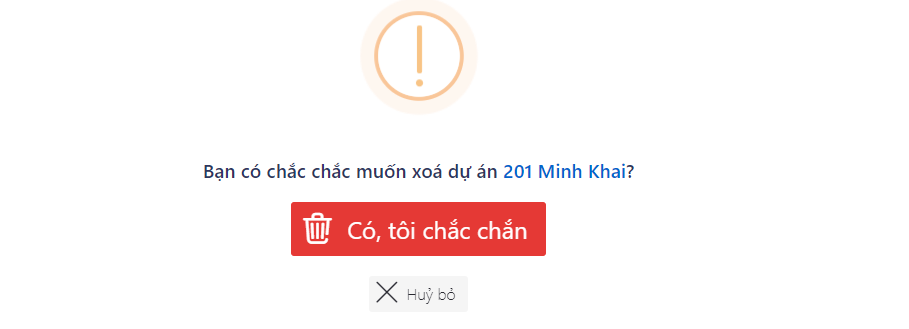 Bạn có chắc chắc muốn xoá dự án 201 Minh Khai?
Có, tôi chắc chắn
Huỷ bỏ